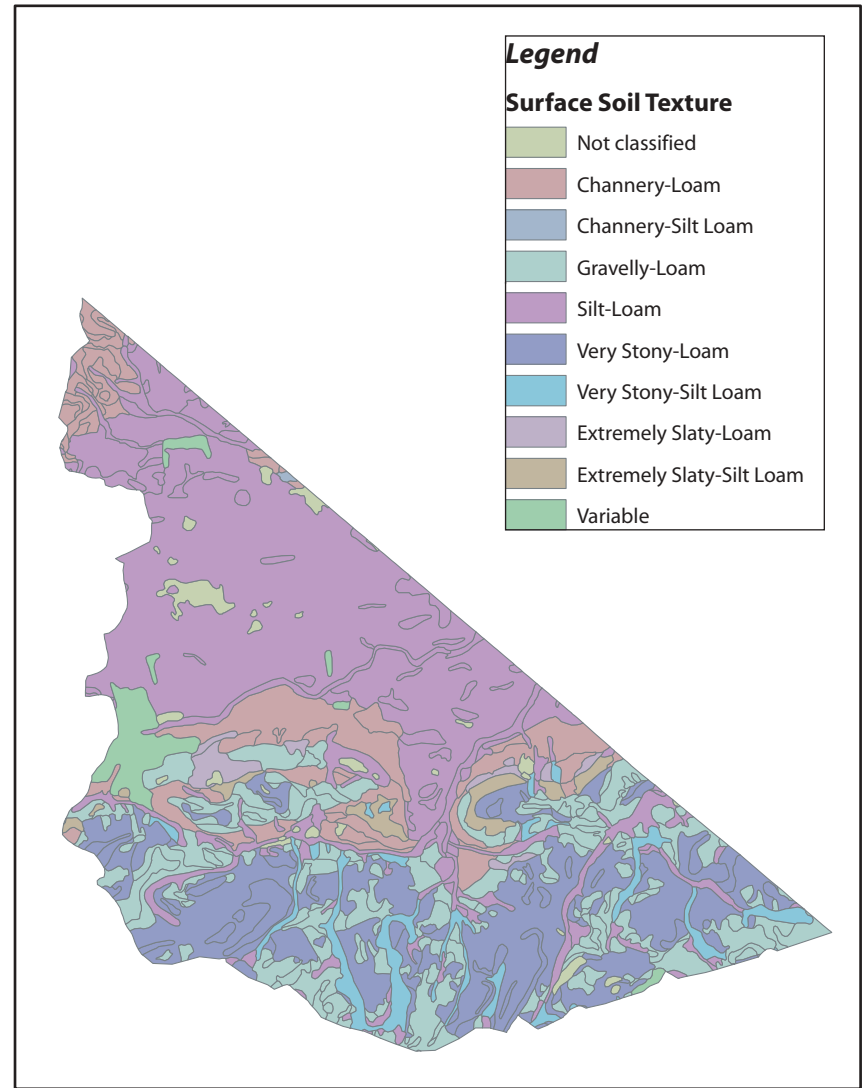 Legend
Surface Soil Texture
Not classified
Channery-Loam
Channery-Silt Loam
Gravelly-Loam
Silt-Loam
Very Stony-Loam
Very Stony-Silt Loam
Extremely Slaty-Loam
Extremely Slaty-Silt Loam
Variable